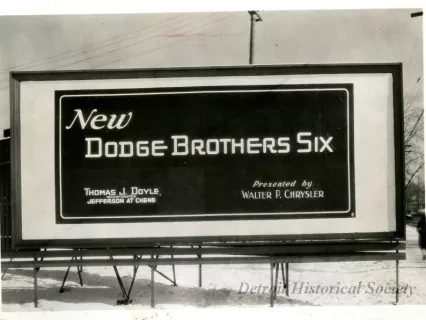 New
DODGE BROTHERS SIX
THOMAS J. DOYLE
JEFFERSON AT CHENE
Presented by
WALTER P. CHRYSLER
Detroit Historical Society